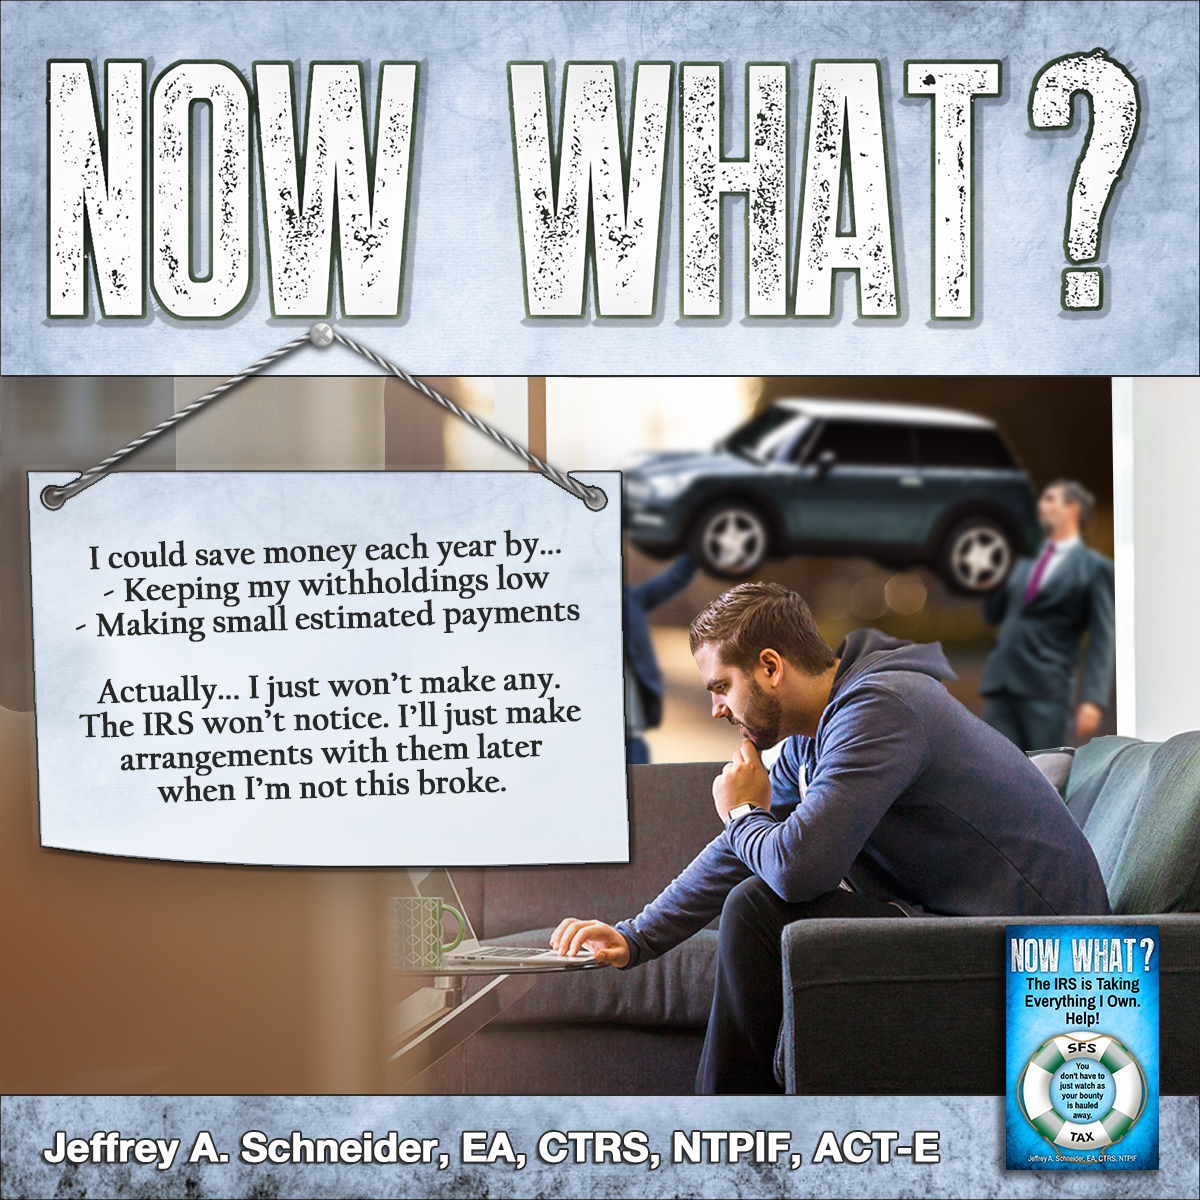 NOW WHAT?
I could save money each year by...
- Keeping my withholdings low
- Making small estimated payments
Actually... I just won't make any.
The IRS won't notice. I'll just make
arrangements with them later
when I'm not this broke.
NOW WHAT?
The IRS is Taking
Everything I Own.
Help!
SFS
You
don't have to
just watch as
your bounty
is hauled
away.
TAX
Jeffrey A. Schneider, EA, CTRS, NTPIF
Jeffrey A. Schneider, EA, CTRS, NTPIF, ACT-E